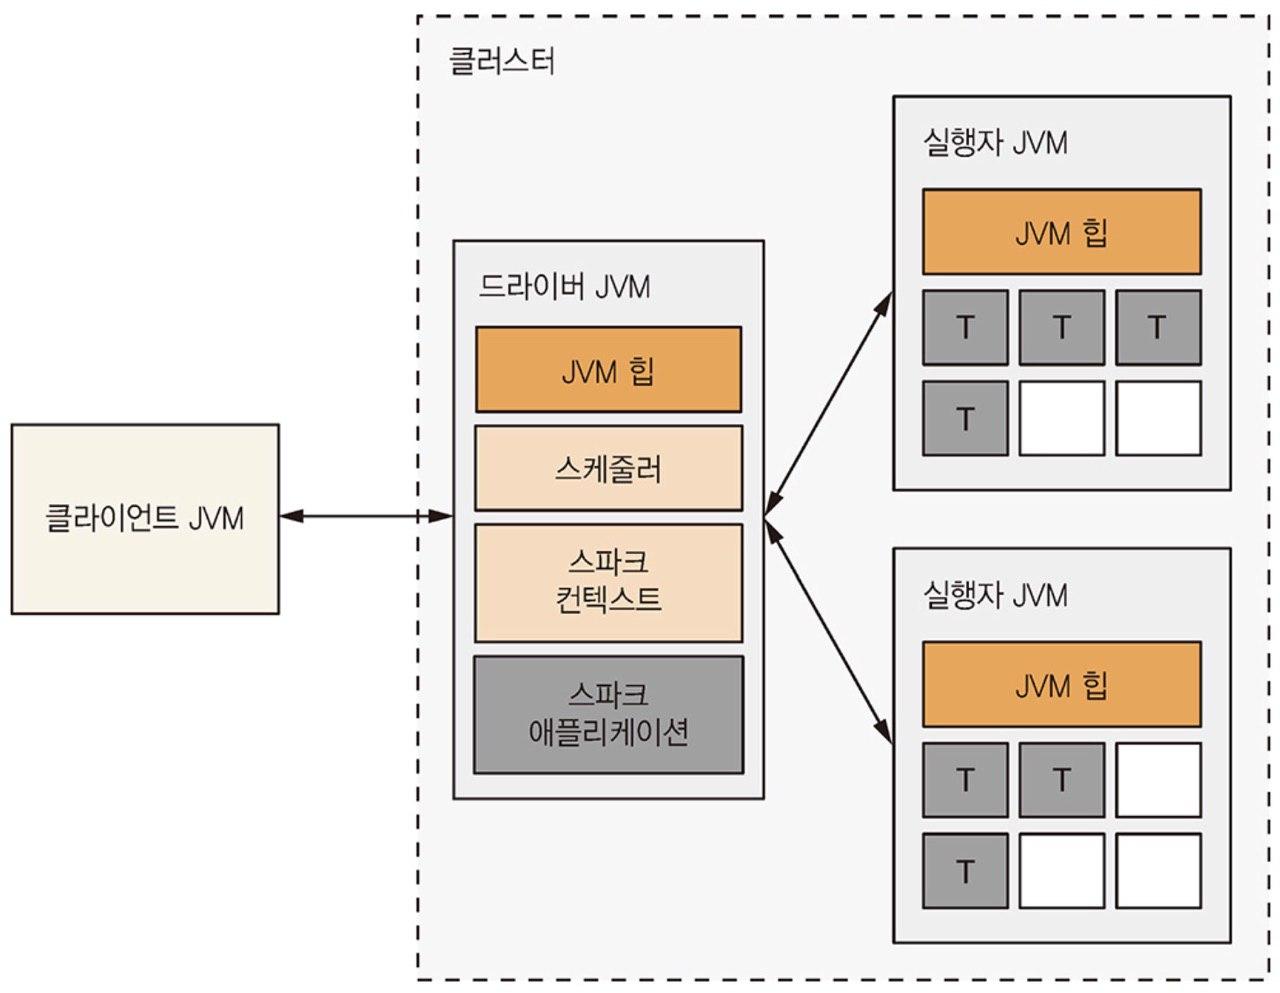 클러스터
클라이언트 JVM
드라이버 JVM
JVM 힙
스케줄러
스파크
컨텍스트
스파크
애플리케이션
실행자 JVM
JVM 힙
T T T
T
실행자 JVM
JVM 힙
T T
T